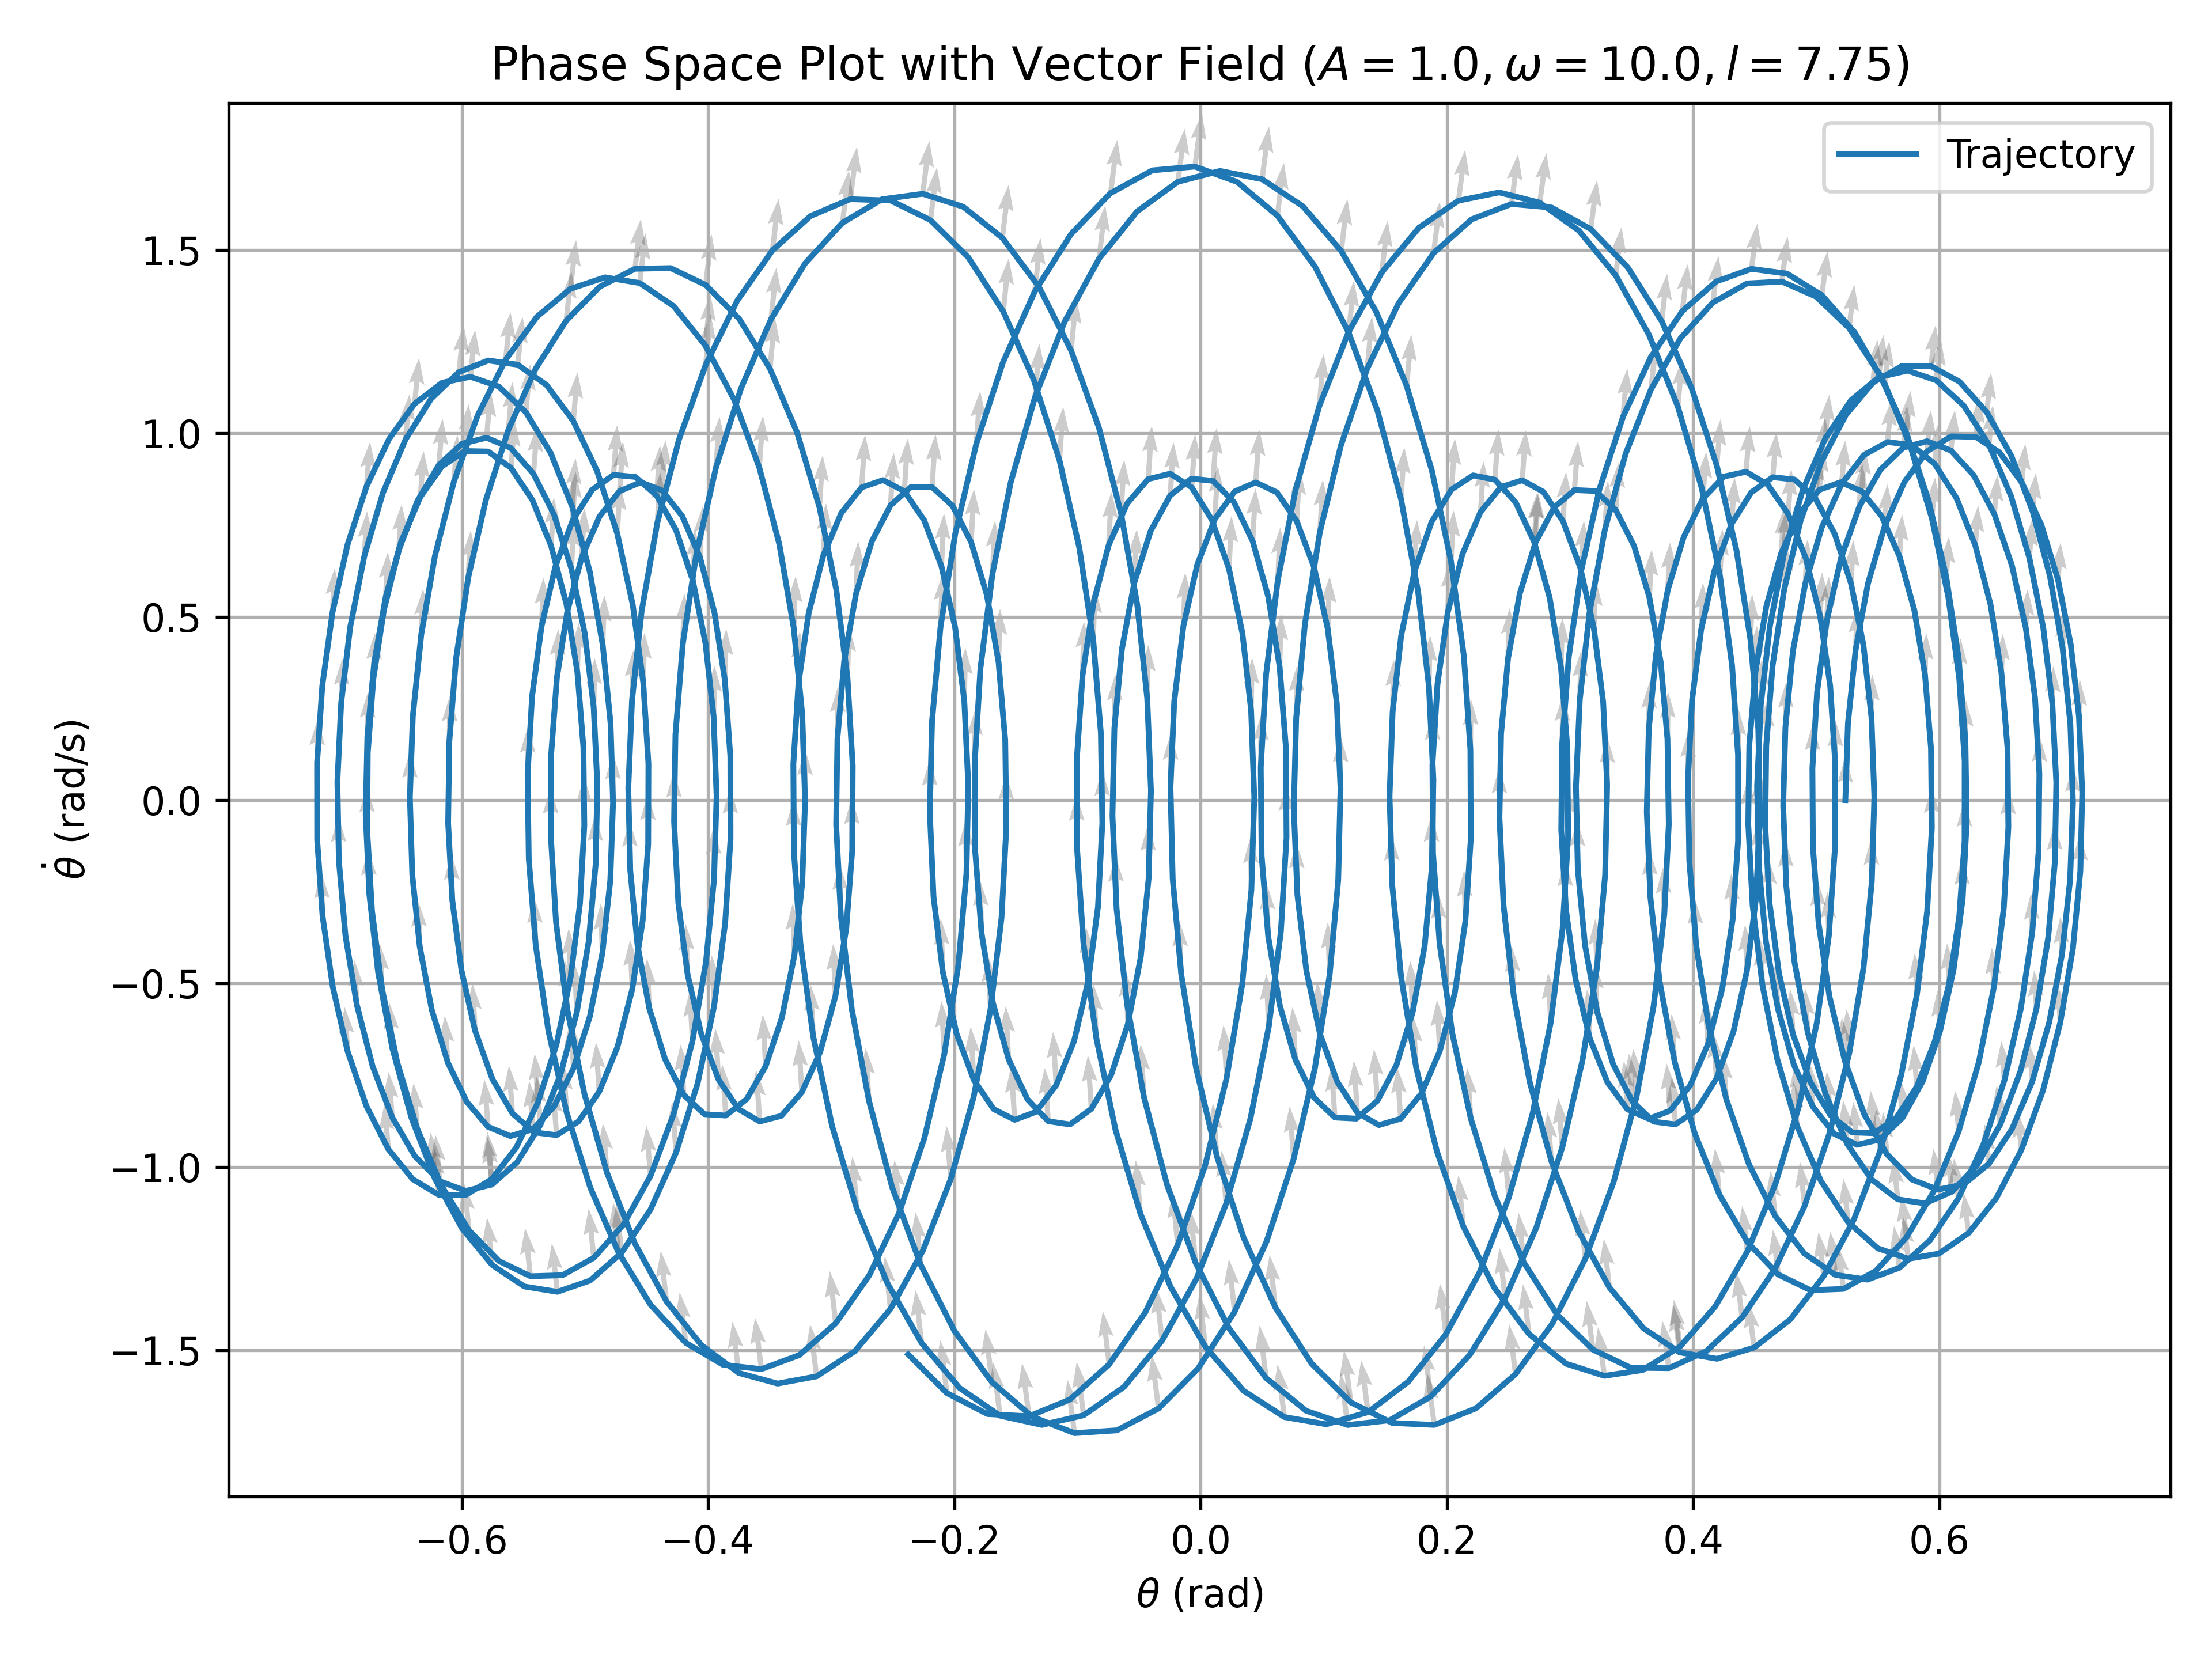 Phase Space Plot with Vector Field (A = 1.0, ω = 10.0, l = 7.75)
Trajectory
1.5
1.0
0.5
0.0
−0.5
−1.0
−1.5
θ̇ (rad/s)
−0.6 −0.4 −0.2 0.0 0.2 0.4 0.6
θ (rad)